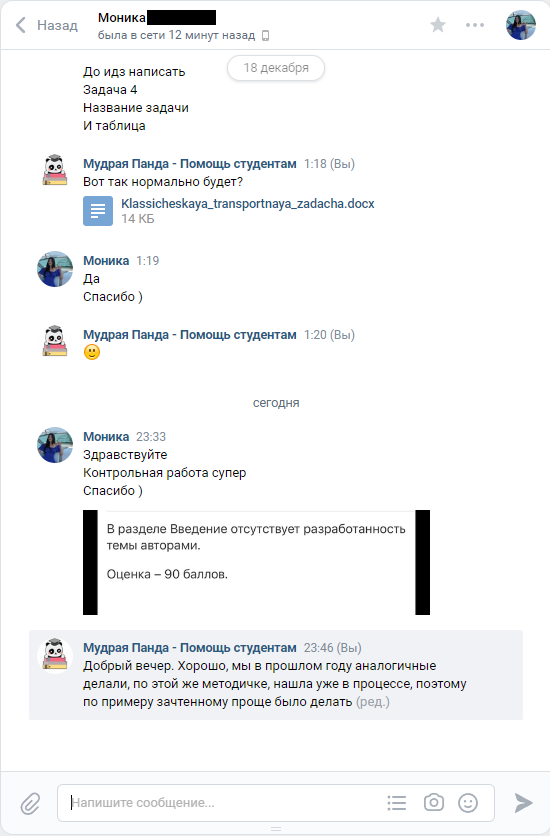 Назад
Моника
была в сети 12 минут назад
18 декабря
До идз написать
Задача 4
Название задачи
И таблица
Мудрая Панда - Помощь студентам 1:18 (Вы)
Вот так нормально будет?
Klassicheskaya_transportnaya_zadacha.docx
14 КБ
Моника 1:19
Да
Спасибо )
Мудрая Панда - Помощь студентам 1:20 (Вы)
сегодня
Моника 23:33
Здравствуйте
Контрольная работа супер
Спасибо )
В разделе Введение отсутствует разработанность
темы авторами.
Оценка – 90 баллов.
Мудрая Панда - Помощь студентам 23:46 (Вы)
Добрый вечер. Хорошо, мы в прошлом году аналогичные
делали, по этой же методичке, нашла уже в процессе, поэтому
по примеру зачтенному проще было делать (ред.)
Напишите сообщение...